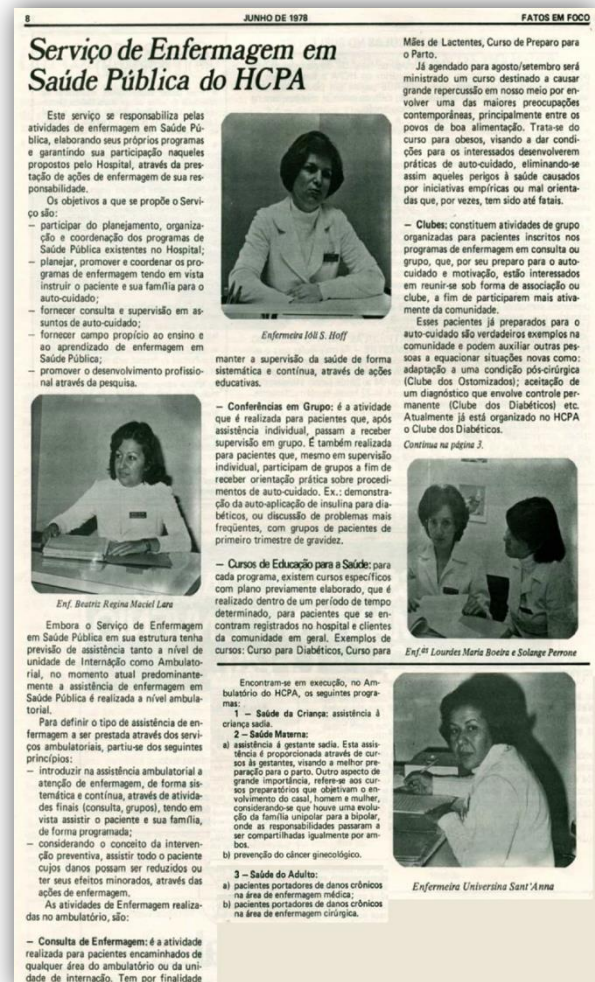 8
JUNHO DE 1978
FATOS EM FOCO
Serviço de Enfermagem em
Saúde Pública do HCPA
Este serviço se responsabiliza pelas
atividades de enfermagem em Saúde Pú-
blica, elaborando seus próprios programas
e garantindo sua participação naqueles
propostos pelo Hospital, através da pres-
tação de ações de enfermagem de sua res-
ponsabilidade.
Os objetivos a que se propõe o Servi-
ço são:
— participar do planejamento, organiza-
ção e coordenação dos programas de
Saúde Pública existentes no Hospital;
— planejar, promover e coordenar os pro-
gramas de enfermagem tendo em vista
instruir o paciente e sua família para o
auto-cuidado;
— fornecer consulta e supervisão em as-
suntos de auto-cuidado;
— fornecer campo propício ao ensino e
ao aprendizado de enfermagem em
Saúde Pública;
— promover o desenvolvimento profissio-
nal através da pesquisa.
Enf. Beatriz Regina Maciel Lara
Embora o Serviço de Enfermagem
em Saúde Pública em sua estrutura tenha
previsão de assistência tanto a nível de
unidade de Internação como Ambulato-
rial, no momento atual predominante-
mente a assistência de enfermagem em
Saúde Pública é realizada a nível ambula-
torial.
Para definir o tipo de assistência de en-
fermagem a ser prestada através dos servi-
ços ambulatoriais, partiu-se dos seguintes
princípios:
— introduzir na assistência ambulatorial a
atenção de enfermagem, de forma sis-
temática e contínua, através de ativida-
des finais (consulta, grupos), tendo em
vista assistir o paciente e sua família,
de forma programada;
— considerando o conceito da interven-
ção preventiva, assistir todo o paciente
cujos danos possam ser reduzidos ou
ter seus efeitos minorados, através das
ações de enfermagem.
As atividades de Enfermagem realiza-
das no ambulatório, são:
— Consulta de Enfermagem: é a atividade
realizada para pacientes encaminhados de
qualquer área do ambulatório ou da uni-
dade de internação. Tem por finalidade
Enfermeira Ióli S. Hoff
manter a supervisão da saúde de forma
sistemática e contínua, através de ações
educativas.
— Conferências em Grupo: é a atividade
que é realizada para pacientes que, após
assistência individual, passam a receber
supervisão em grupo. É também realizada
para pacientes que, mesmo em supervisão
individual, participam de grupos a fim de
receber orientação prática sobre procedi-
mentos de auto-cuidado. Ex.: demonstra-
ção da auto-aplicação de insulina para dia-
béticos, ou discussão de problemas mais
freqüentes, com grupos de pacientes de
primeiro trimestre de gravidez.
— Cursos de Educação para a Saúde: para
cada programa, existem cursos específicos
com plano previamente elaborado, que é
realizado dentro de um período de tempo
determinado, para pacientes que se en-
contram registrados no hospital e clientes
da comunidade em geral. Exemplos de
cursos: Curso para Diabéticos, Curso para
Mães de Lactentes, Curso de Preparo para
o Parto.
Já agendado para agosto/setembro será
ministrado um curso destinado a causar
grande repercussão em nosso meio por en-
volver uma das maiores preocupações
contemporâneas, principalmente entre os
povos de boa alimentação. Trata-se do
curso para obesos, visando a dar condi-
ções para os interessados desenvolverem
práticas de auto-cuidado, eliminando-se
assim aqueles perigos à saúde causados
por iniciativas empíricas ou mal orienta-
das que, por vezes, tem sido até fatais.
— Clubes: constituem atividades de grupo
organizadas para pacientes inscritos nos
programas de enfermagem em consulta ou
grupo, que, por seu preparo para o auto-
cuidado e motivação, estão interessados
em reunir-se sob forma de associação ou
clube, a fim de participarem mais ativa-
mente da comunidade.
Esses pacientes já preparados para o
auto-cuidado são verdadeiros exemplos na
comunidade e podem auxiliar outras pes-
soas a equacionar situações novas como:
adaptação a uma condição pós-cirúrgica
(Clube dos Ostomizados); aceitação de
um diagnóstico que envolve controle per-
manente (Clube dos Diabéticos) etc.
Atualmente já está organizado no HCPA
o Clube dos Diabéticos.
Continua na página 3.
Enf.ªs Lourdes Maria Boeira e Solange Perrone
Encontram-se em execução, no Am-
bulatório do HCPA, os seguintes progra-
mas:
1 — Saúde da Criança: assistência à
criança sadia.
2 — Saúde Materna:
a) assistência à gestante sadia. Esta assis-
tência é proporcionada através de cur-
sos às gestantes, visando a melhor pre-
paração para o parto. Outro aspecto de
grande importância, refere-se aos cur-
sos preparatórios que objetivam o en-
volvimento do casal, homem e mulher,
considerando-se que houve uma evolu-
ção da família unipolar para a bipolar,
onde as responsabilidades passaram a
ser compartilhadas igualmente por am-
bos.
b) prevenção do câncer ginecológico.
3 — Saúde do Adulto:
a) pacientes portadores de danos crônicos
na área de enfermagem médica;
b) pacientes portadores de danos crônicos
na área de enfermagem cirúrgica.
Enfermeira Universina Sant'Anna